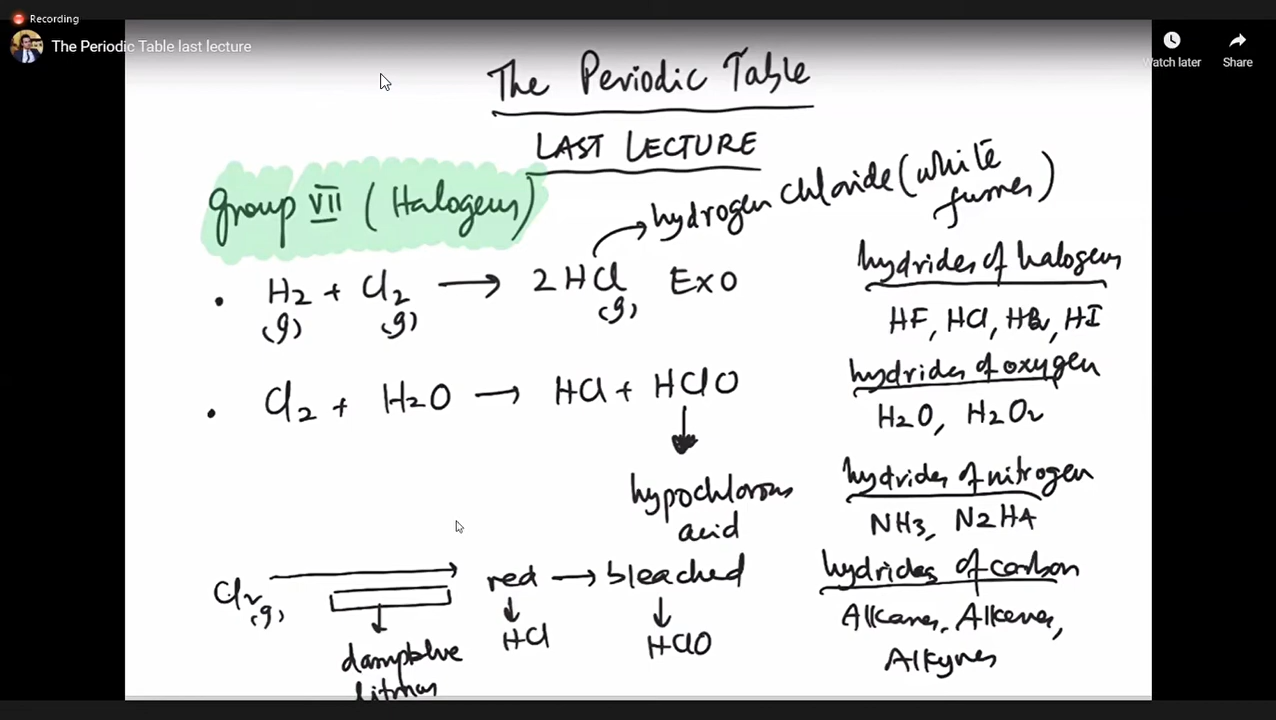 Recording
The Periodic Table last lecture
Watch later
Share
The Periodic Table
LAST LECTURE
Group VII (Halogens)
hydrogen chloride (white fumes)
• H2 + Cl2 → 2HCl Exo
(g) (g) (g)
• Cl2 + H2O → HCl + HClO
hypochlorous
acid
Cl2(g) → red → bleached
HCl HClO
damp blue
litmus
hydrides of halogens
HF, HCl, HBr, HI
hydrides of oxygen
H2O, H2O2
hydrides of nitrogen
NH3, N2H4
hydrides of carbon
Alkanes, Alkenes,
Alkynes